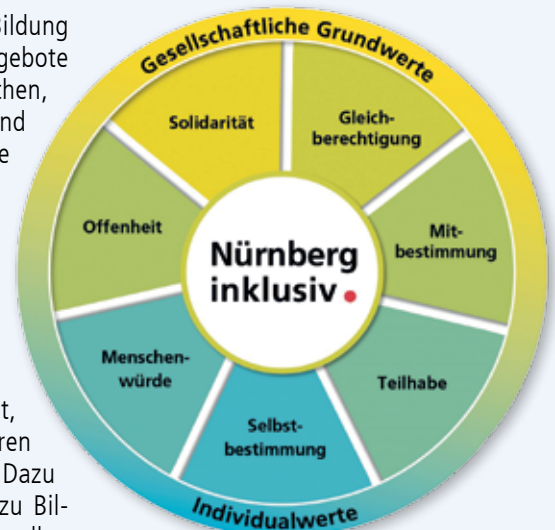 Bildung
gebote
hen,
nd
e
t,
ren
Dazu
zu Bil-
Gesellschaftliche Grundwerte
Solidarität
Gleich-
berechtigung
Offenheit
Mit-
bestimmung
Nürnberg
inklusiv.
Menschen-
würde
Teilhabe
Selbst-
bestimmung
Individualwerte